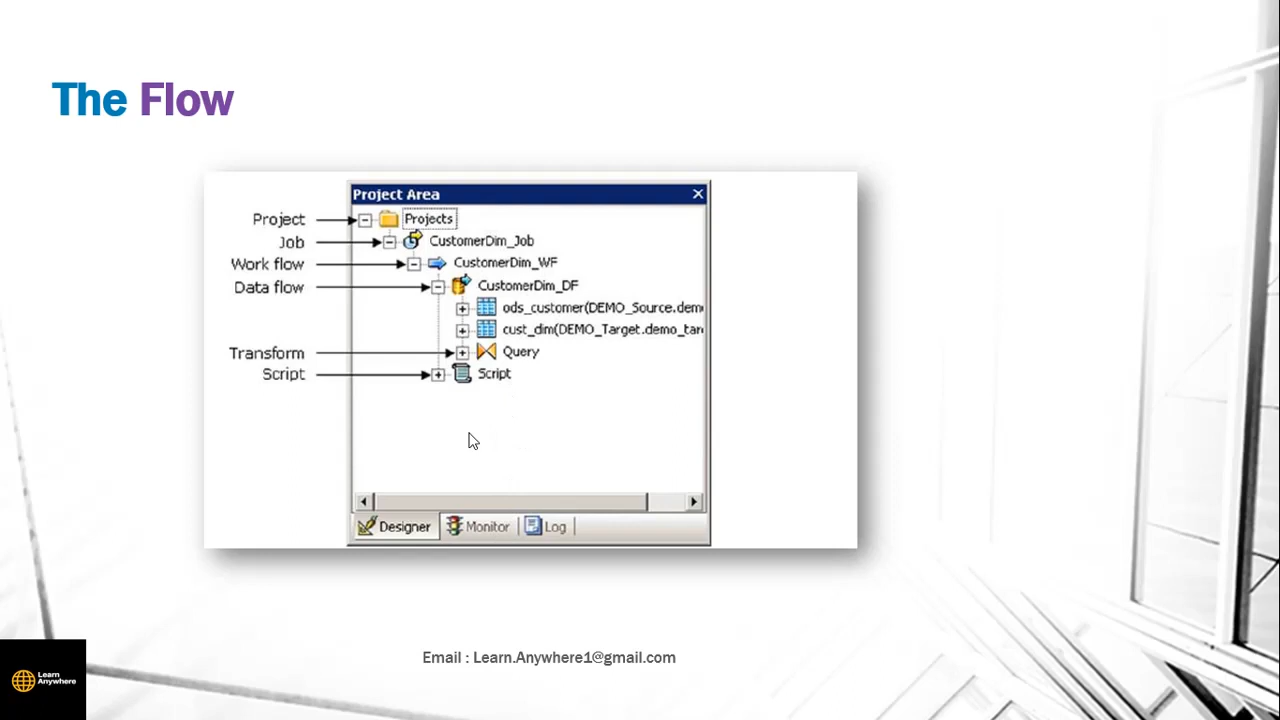 The Flow
Project Area
Project
Projects
Job
CustomerDim_Job
Work flow
CustomerDim_WF
Data flow
CustomerDim_DF
ods_customer(DEMO_Source.dem
cust_dim(DEMO_Target.demo_tar
Transform
Query
Script
Script
Designer
Monitor
Log
Email : Learn.Anywhere1@gmail.com
Learn
Anywhere